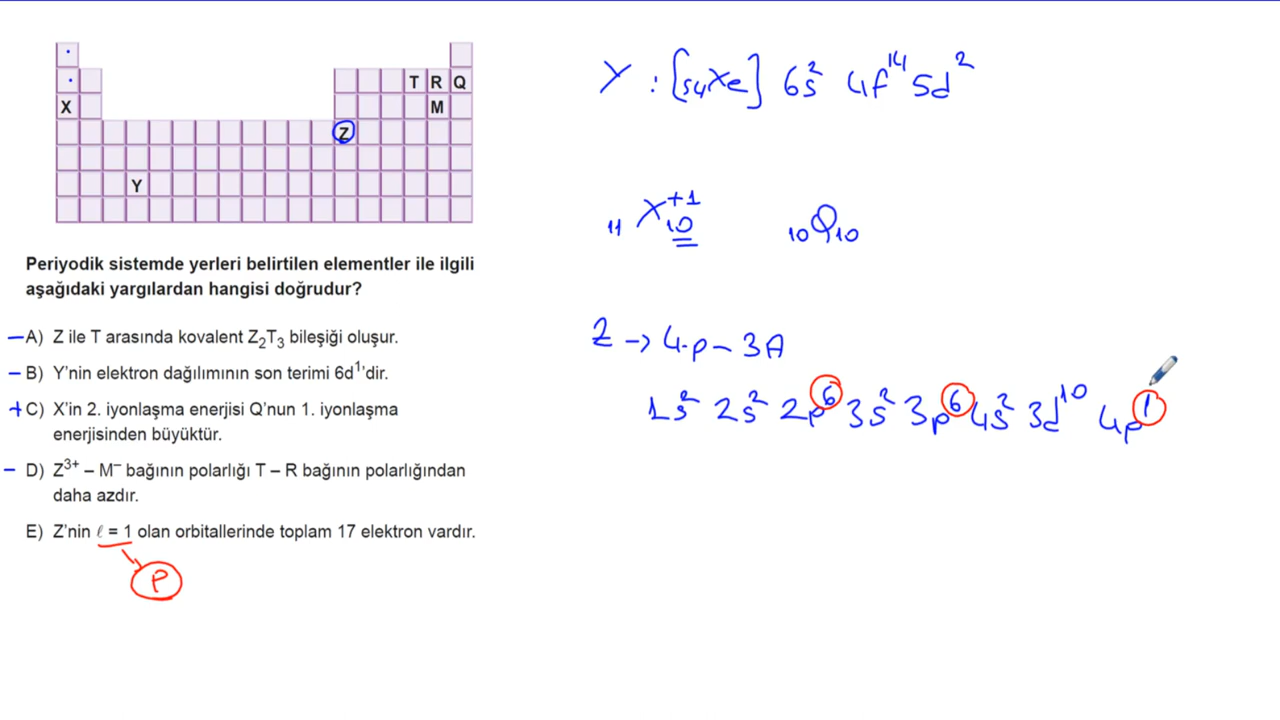 T R Q
X M
Z
Y
Periyodik sistemde yerleri belirtilen elementler ile ilgili
aşağıdaki yargılardan hangisi doğrudur?
– A) Z ile T arasında kovalent Z₂T₃ bileşiği oluşur.
– B) Y'nin elektron dağılımının son terimi 6d¹'dir.
+ C) X'in 2. iyonlaşma enerjisi Q'nun 1. iyonlaşma
enerjisinden büyüktür.
– D) Z³⁺ – M⁻ bağının polarlığı T – R bağının polarlığından
daha azdır.
E) Z'nin ℓ = 1 olan orbitallerinde toplam 17 elektron vardır.
P
Y : [₅₄Xe] 6s² 4f¹⁴ 5d²
₁₁X⁺¹₁₀ ₁₀Q₁₀
Z → 4.p – 3A
1s² 2s² 2p⁶ 3s² 3p⁶ 4s² 3d¹⁰ 4p¹